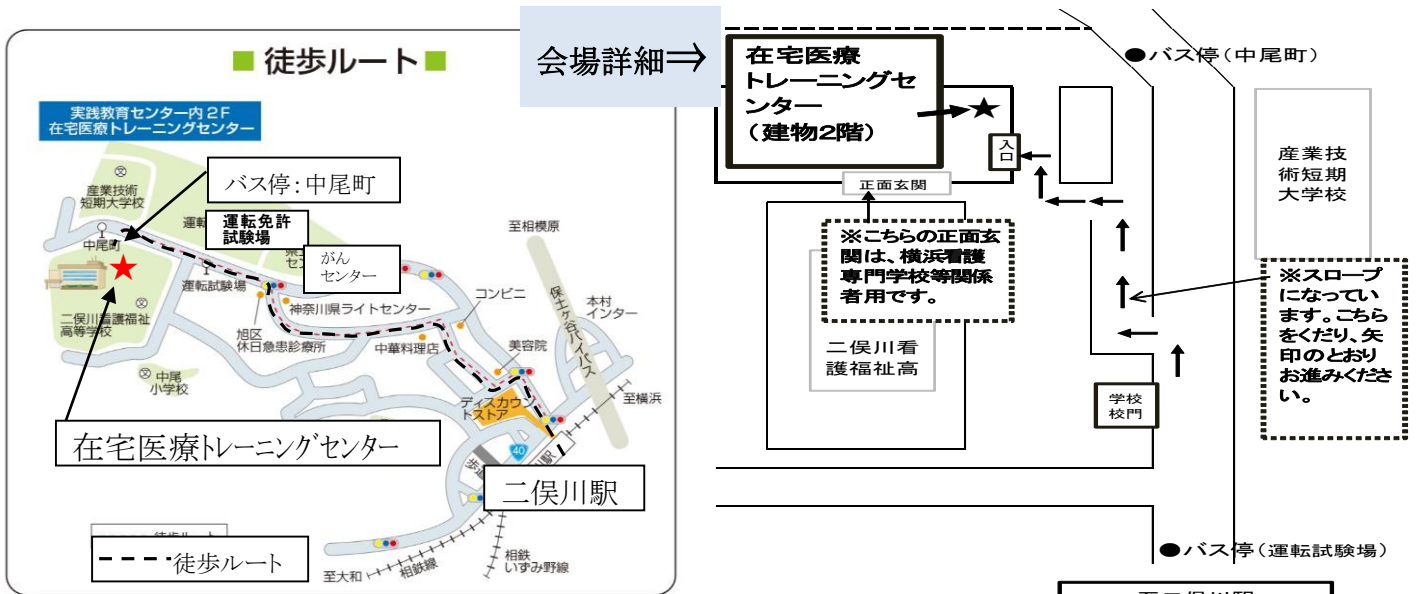 ■ 徒歩ルート ■
実践教育センター内2F
在宅医療トレーニングセンター
バス停:中尾町
産業技術
短期大学校
運転免許
試験場
中尾町
がん
センター
運転試験場
神奈川県ライトセンター
旭区
休日急患診療所
二俣川看護福祉
高等学校
中尾
小学校
中華料理店
コンビニ
美容院
至相模原
保土ヶ谷バイパス
本村
インター
至横浜
ディスカウン
トストア
40
在宅医療トレーニングセンター
二俣川駅
徒歩ルート
至大和
相鉄線
相鉄
いずみ野線
会場詳細⇒
在宅医療
トレーニングセ
ンター
(建物2階)
入口
正面玄関
※こちらの正面玄
関は、横浜看護
専門学校等関係
者用です。
二俣川看
護福祉高
●バス停(中尾町)
産業技
術短期
大学校
※スロープ
になってい
ます。こちら
をくだり、矢
印のとおり
お進みくださ
い。
学校
校門
●バス停(運転試験場)